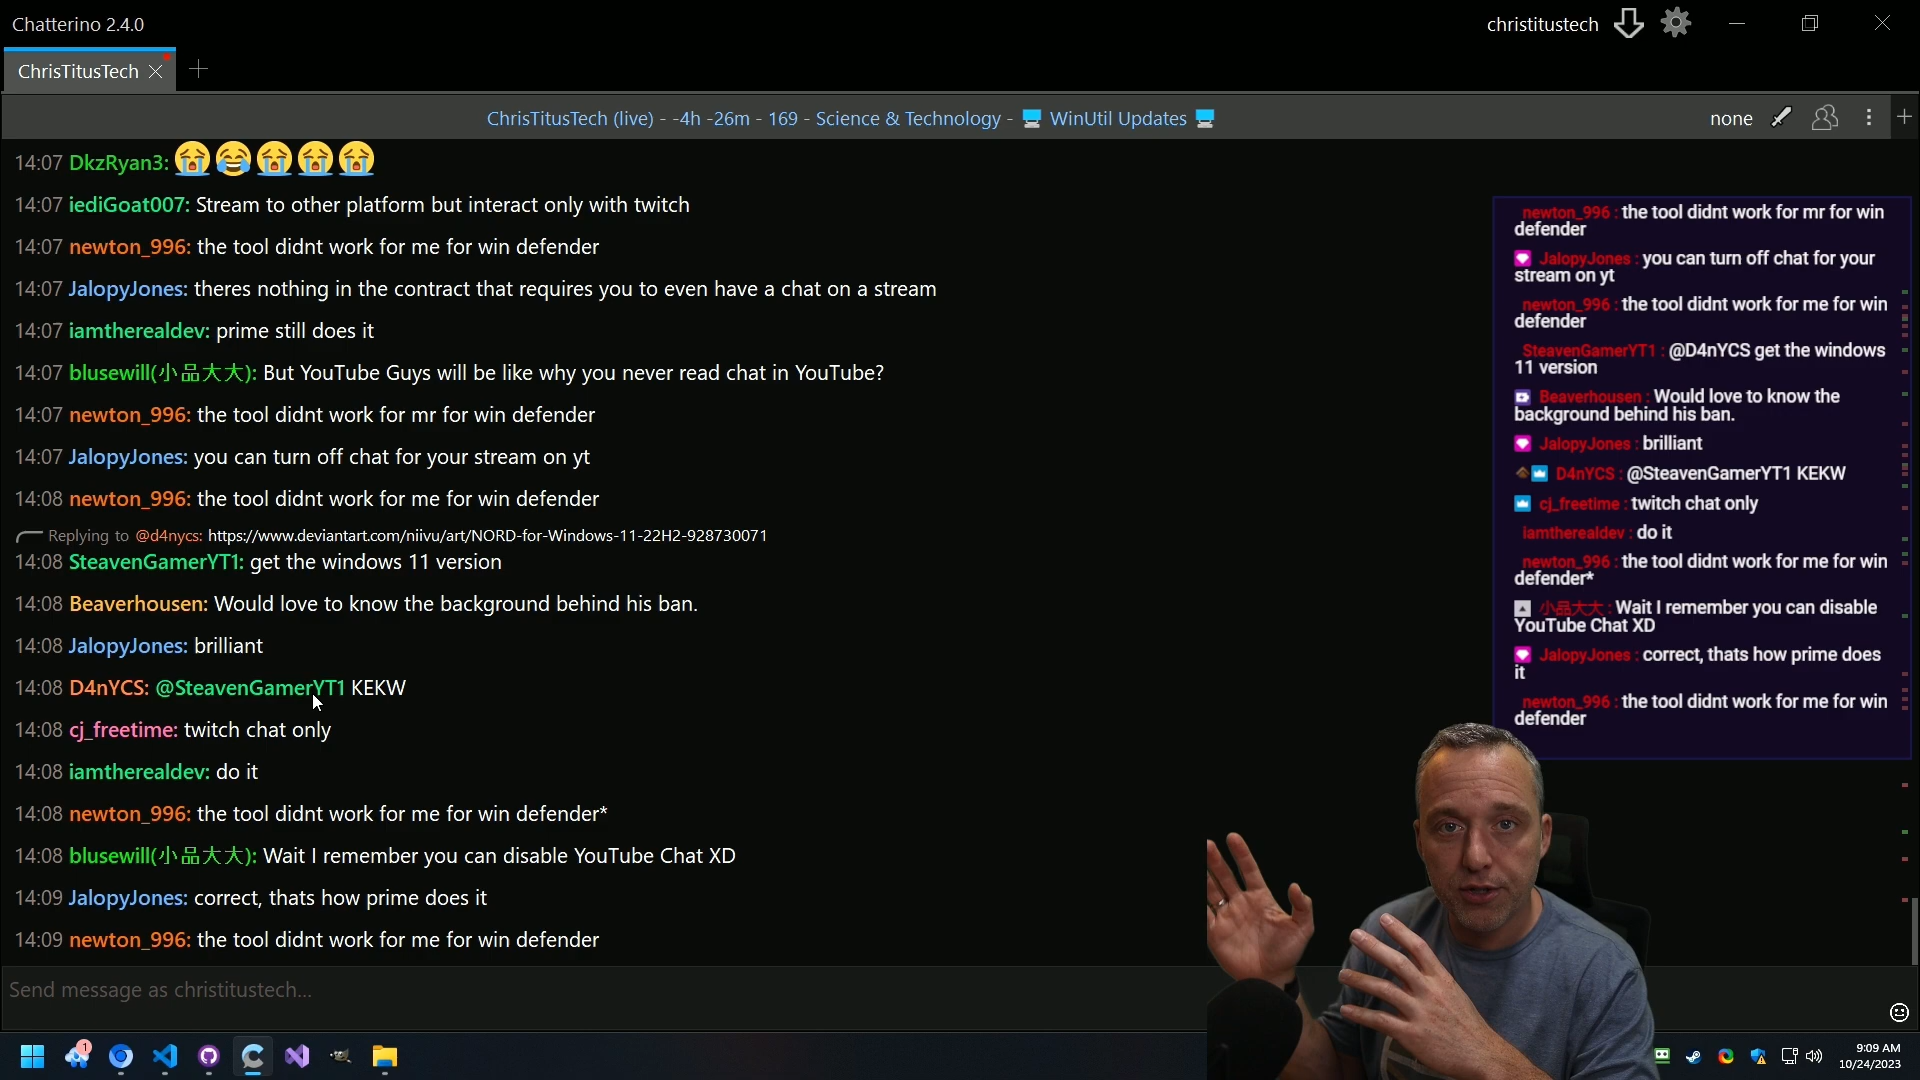 Chatterino 2.4.0
christitustech
ChrisTitusTech
ChrisTitusTech (live) - -4h -26m - 169 - Science & Technology - 💻 WinUtil Updates 💻
none
14:07 DkzRyan3: 😭😂😭😭😭
14:07 iediGoat007: Stream to other platform but interact only with twitch
14:07 newton_996: the tool didnt work for me for win defender
14:07 JalopyJones: theres nothing in the contract that requires you to even have a chat on a stream
14:07 iamtherealdev: prime still does it
14:07 blusewill(小品大大): But YouTube Guys will be like why you never read chat in YouTube?
14:07 newton_996: the tool didnt work for mr for win defender
14:07 JalopyJones: you can turn off chat for your stream on yt
14:08 newton_996: the tool didnt work for me for win defender
Replying to @d4nycs: https://www.deviantart.com/niivu/art/NORD-for-Windows-11-22H2-928730071
14:08 SteavenGamerYT1: get the windows 11 version
14:08 Beaverhousen: Would love to know the background behind his ban.
14:08 JalopyJones: brilliant
14:08 D4nYCS: @SteavenGamerYT1 KEKW
14:08 cj_freetime: twitch chat only
14:08 iamtherealdev: do it
14:08 newton_996: the tool didnt work for me for win defender*
14:08 blusewill(小品大大): Wait I remember you can disable YouTube Chat XD
14:09 JalopyJones: correct, thats how prime does it
14:09 newton_996: the tool didnt work for me for win defender
Send message as christitustech...
newton_996 : the tool didnt work for mr for win
defender
JalopyJones : you can turn off chat for your
stream on yt
newton_996 : the tool didnt work for me for win
defender
SteavenGamerYT1 : @D4nYCS get the windows
11 version
Beaverhousen : Would love to know the
background behind his ban.
JalopyJones : brilliant
D4nYCS : @SteavenGamerYT1 KEKW
cj_freetime : twitch chat only
iamtherealdev : do it
newton_996 : the tool didnt work for me for win
defender*
小品大大 : Wait I remember you can disable
YouTube Chat XD
JalopyJones : correct, thats how prime does
it
newton_996 : the tool didnt work for me for win
defender
1
9:09 AM
10/24/2023